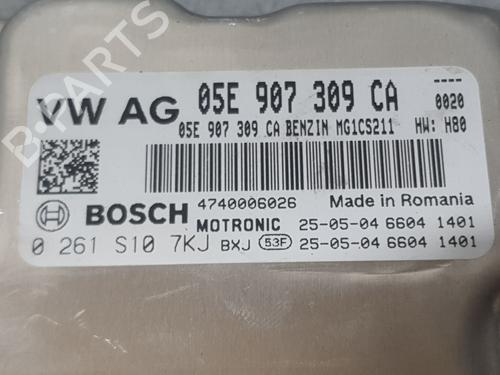 B-PARTS
VW AG 05E 907 309 CA ----
0020
05E 907 309 CA BENZIN MG1CS211 HW: H80
4740006026 Made in Romania
BOSCH MOTRONIC 25-05-04 6604 1401
0 261 S10 7KJ BXJ 53F 25-05-04 6604 1401